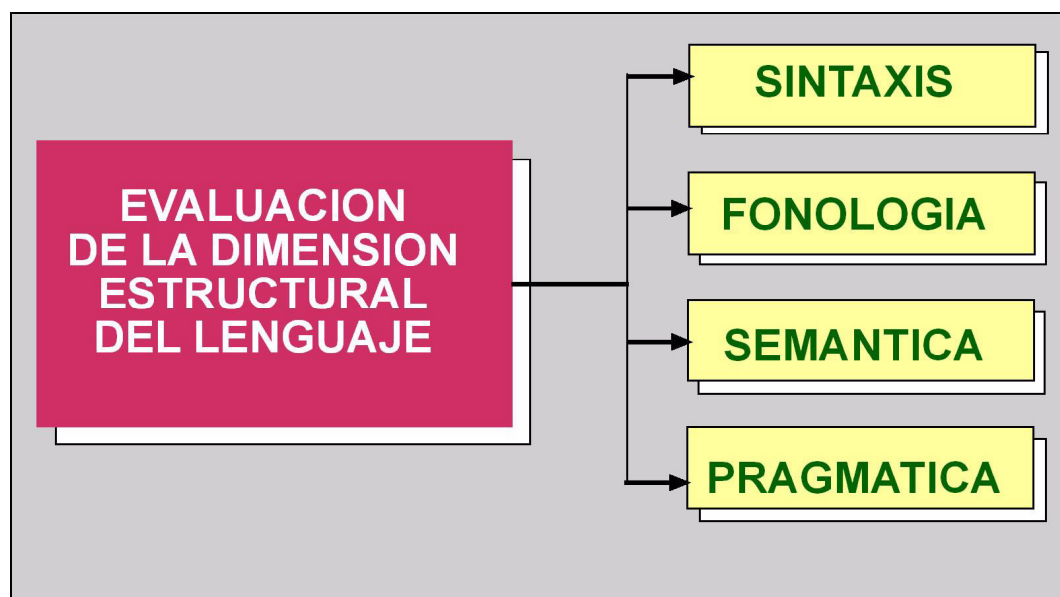 EVALUACION
DE LA DIMENSION
ESTRUCTURAL
DEL LENGUAJE
SINTAXIS
FONOLOGIA
SEMANTICA
PRAGMATICA